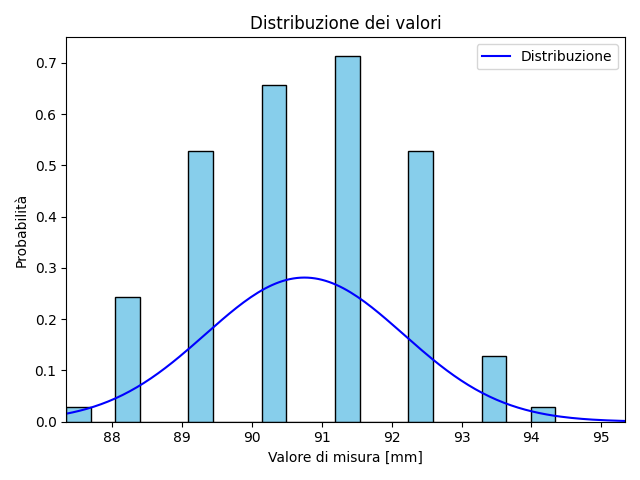 Distribuzione dei valori
Distribuzione
0.7
0.6
0.5
0.4
0.3
0.2
0.1
0.0
Probabilità
88 89 90 91 92 93 94 95
Valore di misura [mm]